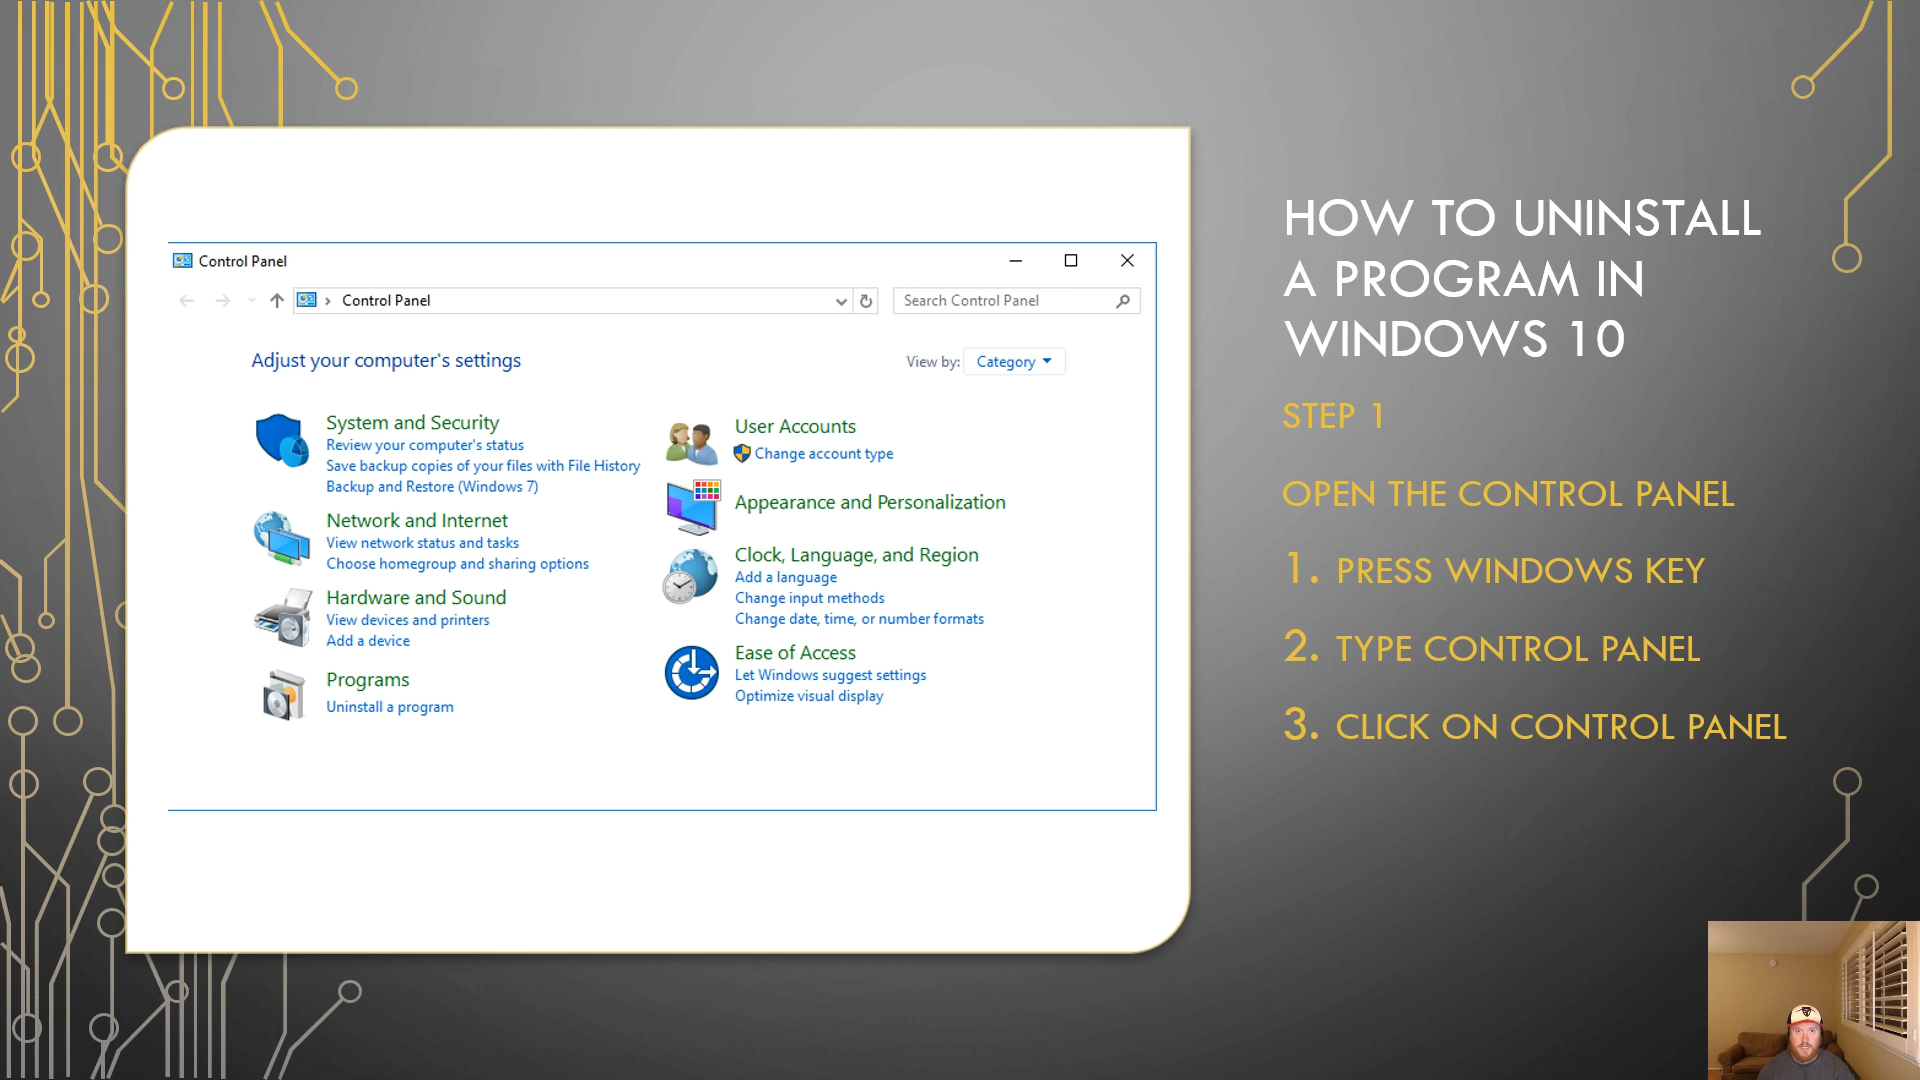 Control Panel
Control Panel
Search Control Panel
Adjust your computer's settings
View by: Category
System and Security
Review your computer's status
Save backup copies of your files with File History
Backup and Restore (Windows 7)
Network and Internet
View network status and tasks
Choose homegroup and sharing options
Hardware and Sound
View devices and printers
Add a device
Programs
Uninstall a program
User Accounts
Change account type
Appearance and Personalization
Clock, Language, and Region
Add a language
Change input methods
Change date, time, or number formats
Ease of Access
Let Windows suggest settings
Optimize visual display
HOW TO UNINSTALL
A PROGRAM IN
WINDOWS 10
STEP 1
OPEN THE CONTROL PANEL
1. PRESS WINDOWS KEY
2. TYPE CONTROL PANEL
3. CLICK ON CONTROL PANEL